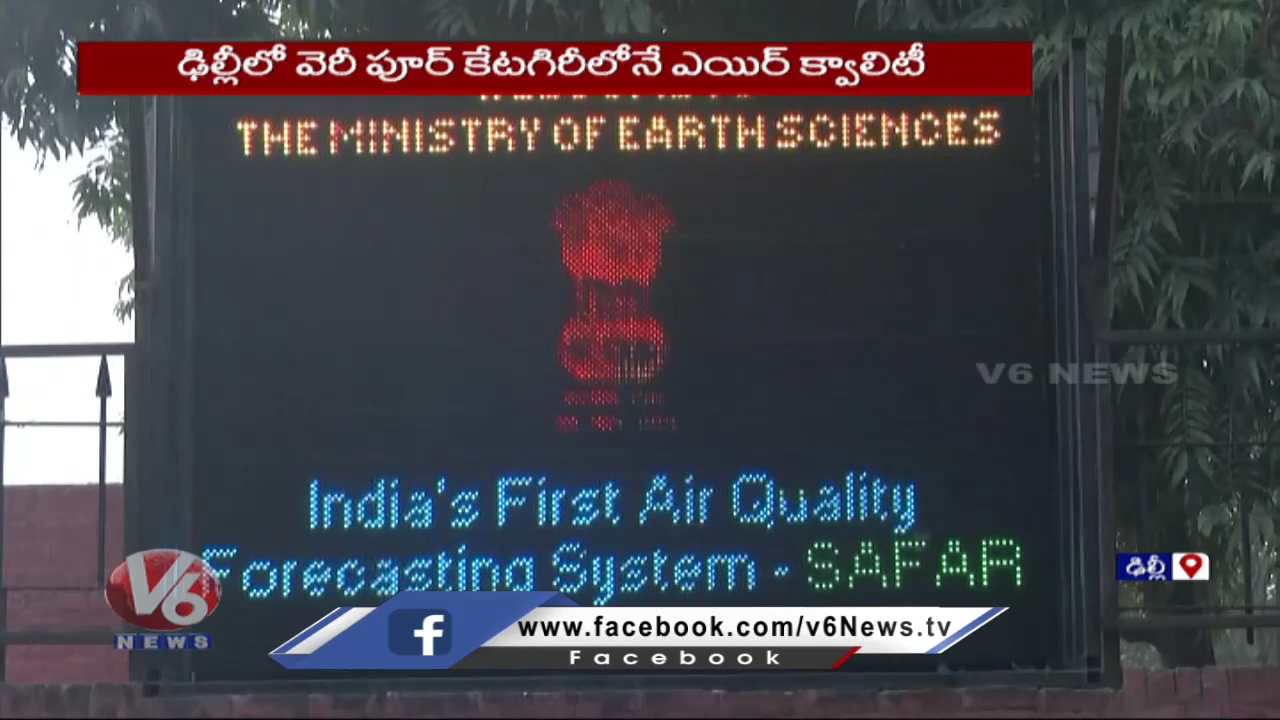 ఢిల్లీలో వెరీ పూర్ కేటగిరీలోనే ఎయిర్ క్వాలిటీ
THE MINISTRY OF EARTH SCIENCES
V6 NEWS
India's First Air Quality
Forecasting System - SAFAR
ఢిల్లీ
V6
NEWS
f
www.facebook.com/v6News.tv
Facebook